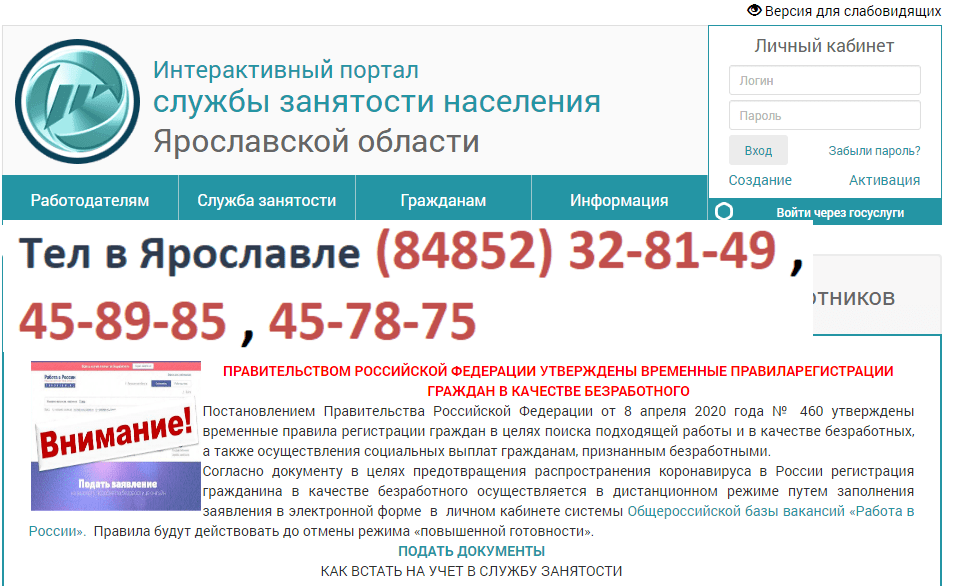 Версия для слабовидящих
Интерактивный портал
службы занятости населения
Ярославской области
Личный кабинет
Логин
Пароль
Вход Забыли пароль?
Создание Активация
Войти через госуслуги
Работодателям Служба занятости Гражданам Информация
Тел в Ярославле (84852) 32-81-49 ,
45-89-85 , 45-78-75
отников
Работа в России
Внимание!
Подать заявление
ПРАВИТЕЛЬСТВОМ РОССИЙСКОЙ ФЕДЕРАЦИИ УТВЕРЖДЕНЫ ВРЕМЕННЫЕ ПРАВИЛАРЕГИСТРАЦИИ
ГРАЖДАН В КАЧЕСТВЕ БЕЗРАБОТНОГО
Постановлением Правительства Российской Федерации от 8 апреля 2020 года № 460 утверждены
временные правила регистрации граждан в целях поиска подходящей работы и в качестве безработных,
а также осуществления социальных выплат гражданам, признанным безработными.
Согласно документу в целях предотвращения распространения коронавируса в России регистрация
гражданина в качестве безработного осуществляется в дистанционном режиме путем заполнения
заявления в электронной форме в личном кабинете системы Общероссийской базы вакансий «Работа в
России». Правила будут действовать до отмены режима «повышенной готовности».
ПОДАТЬ ДОКУМЕНТЫ
КАК ВСТАТЬ НА УЧЕТ В СЛУЖБУ ЗАНЯТОСТИ